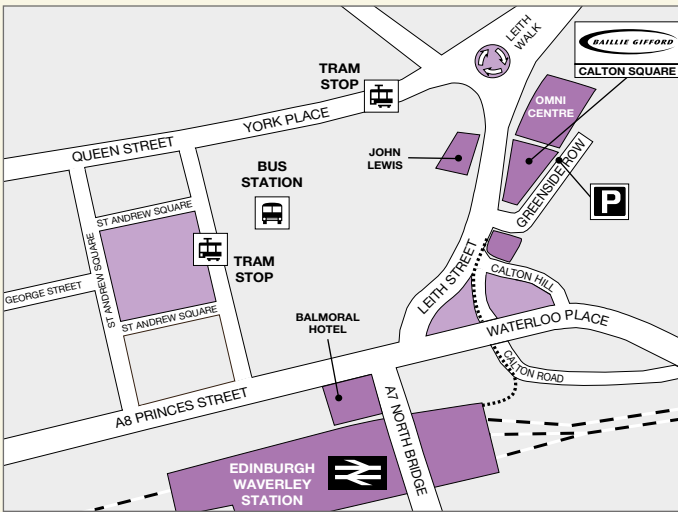 LEITH
WALK
BAILLIE GIFFORD
CALTON SQUARE
TRAM
STOP
OMNI
CENTRE
YORK PLACE
QUEEN STREET
JOHN
LEWIS
BUS
STATION
GREENSIDE ROW
P
ST ANDREW SQUARE
ST ANDREW SQUARE
TRAM
STOP
GEORGE STREET
LEITH STREET
CALTON HILL
ST ANDREW SQUARE
BALMORAL
HOTEL
WATERLOO PLACE
CALTON ROAD
A8 PRINCES STREET
A7 NORTH BRIDGE
EDINBURGH
WAVERLEY
STATION